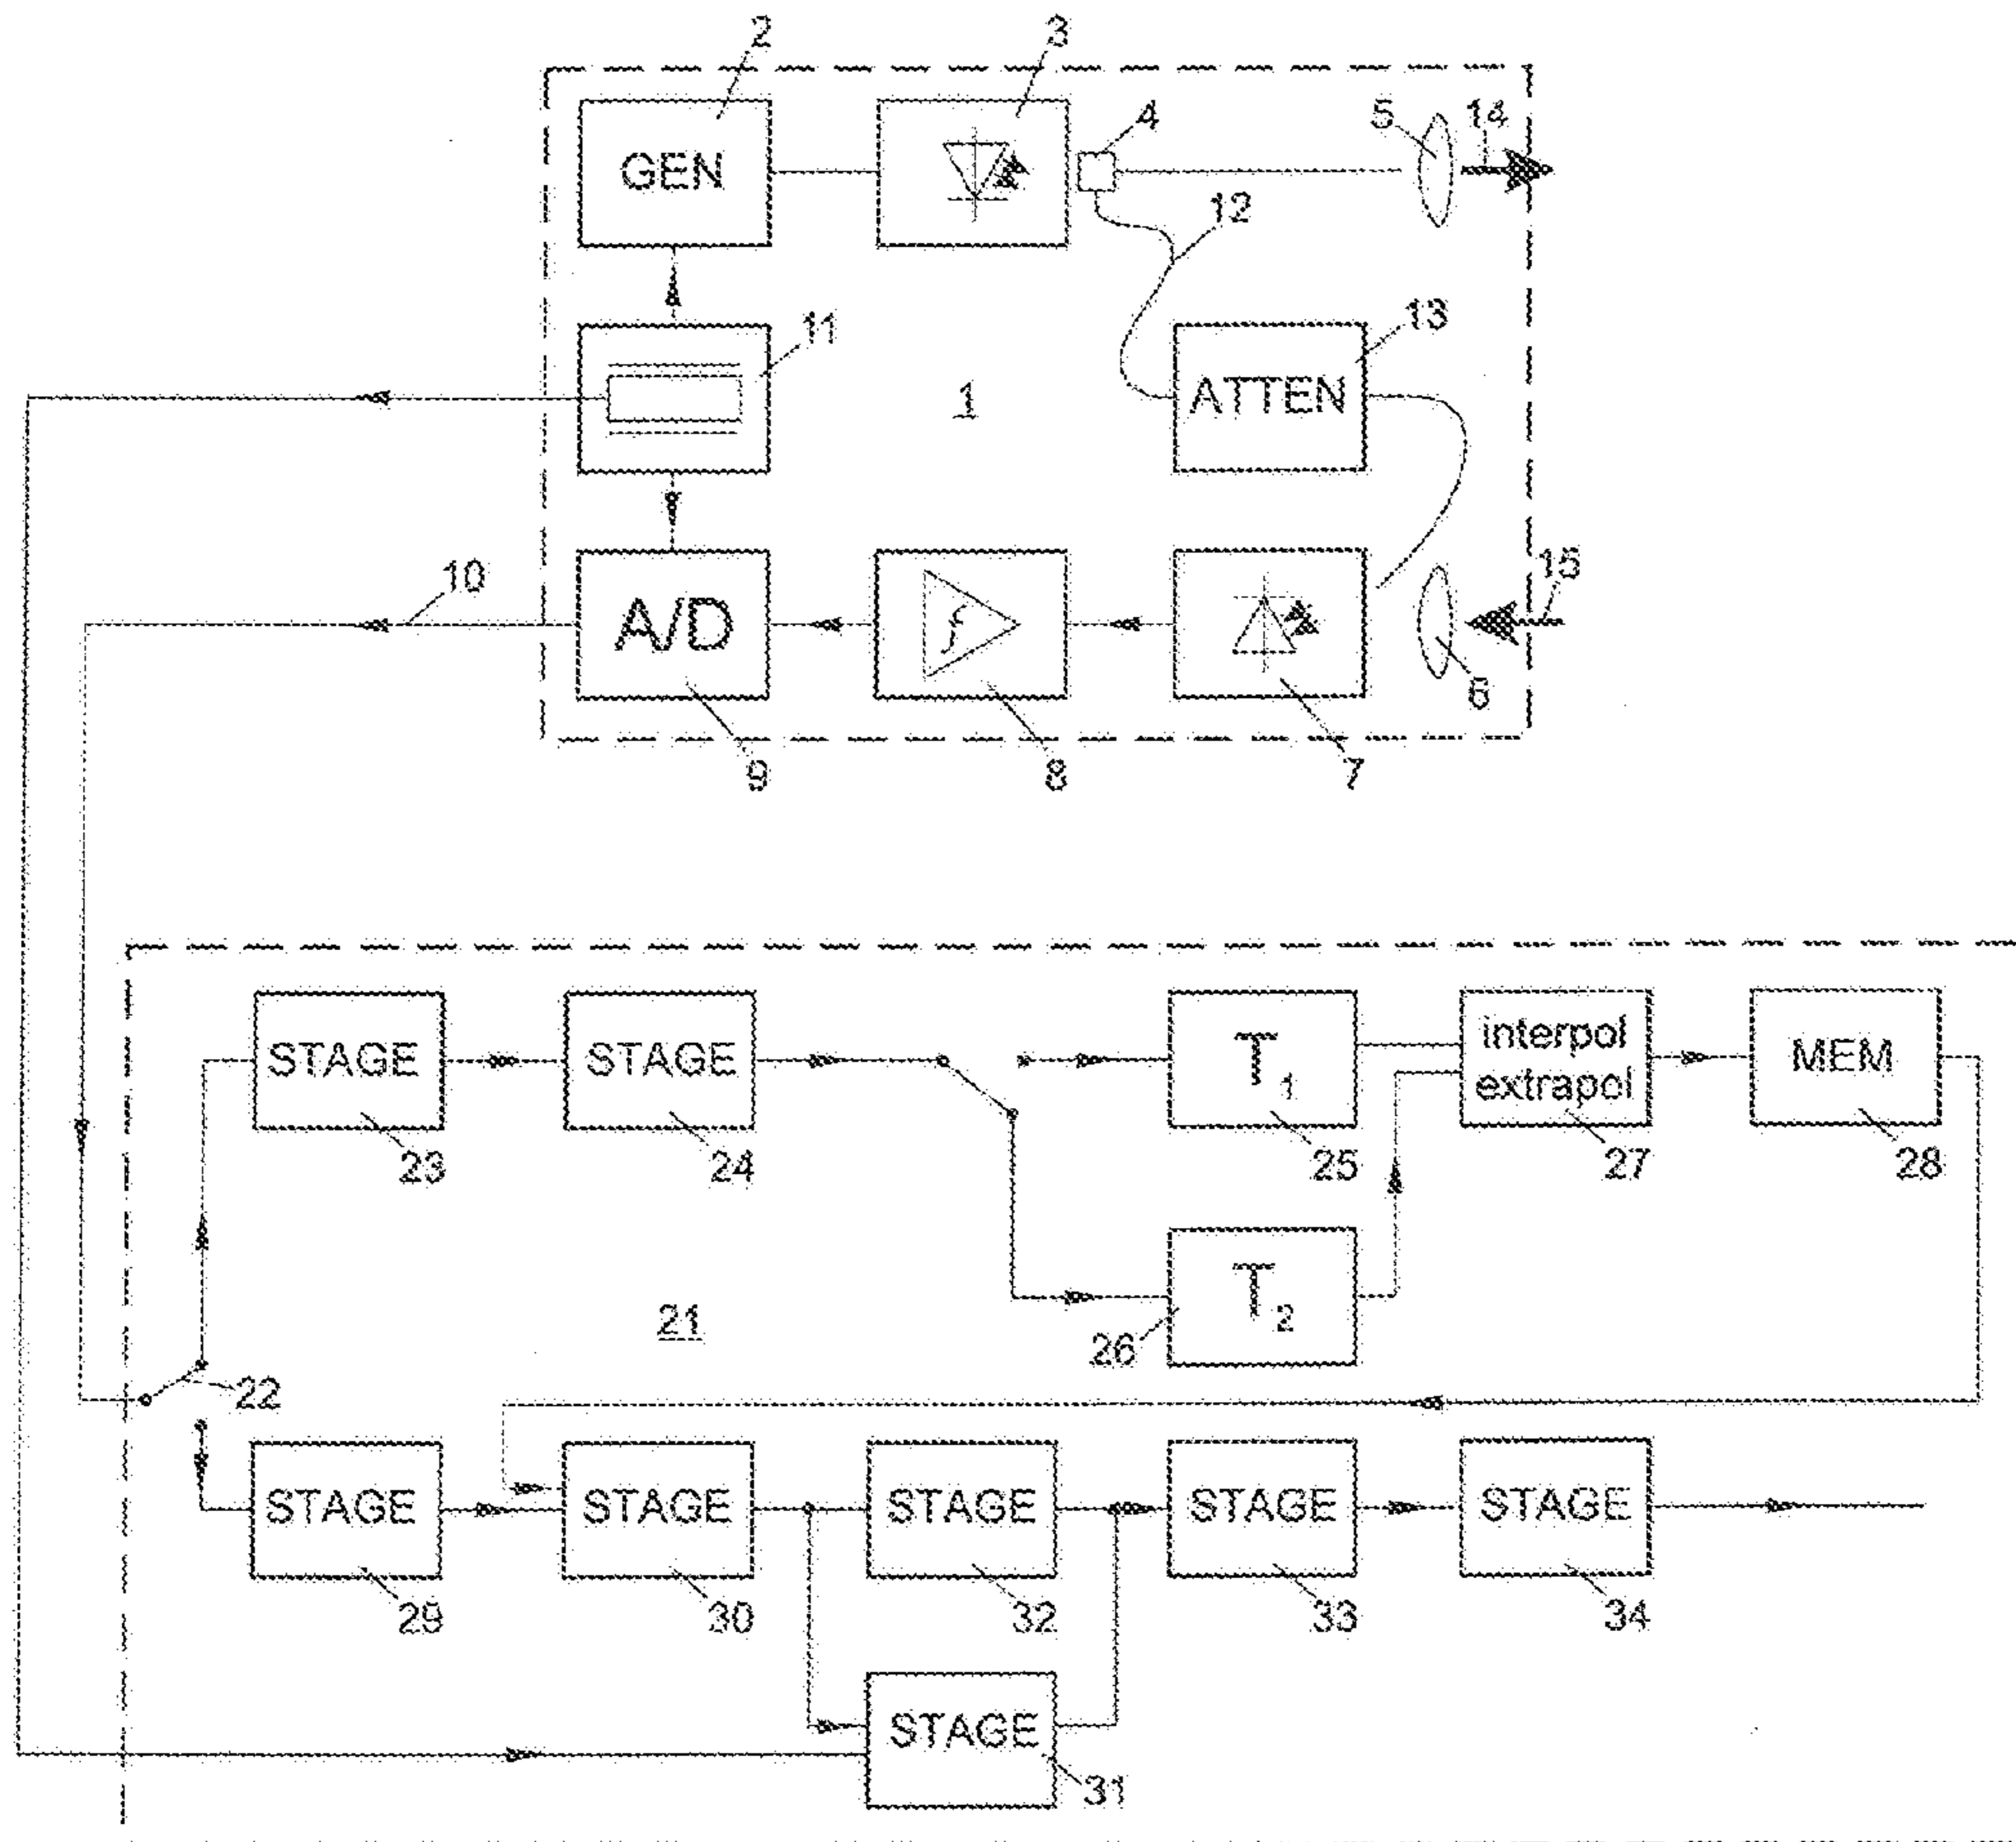 2
3
4
5
14
GEN
12
11
13
1
ATTEN
10
15
A/D
f
6
9
8
7
STAGE
STAGE
T1
interpol
extrapol
MEM
23
24
25
27
28
21
T2
26
22
STAGE
STAGE
STAGE
STAGE
STAGE
29
30
32
33
34
STAGE
31